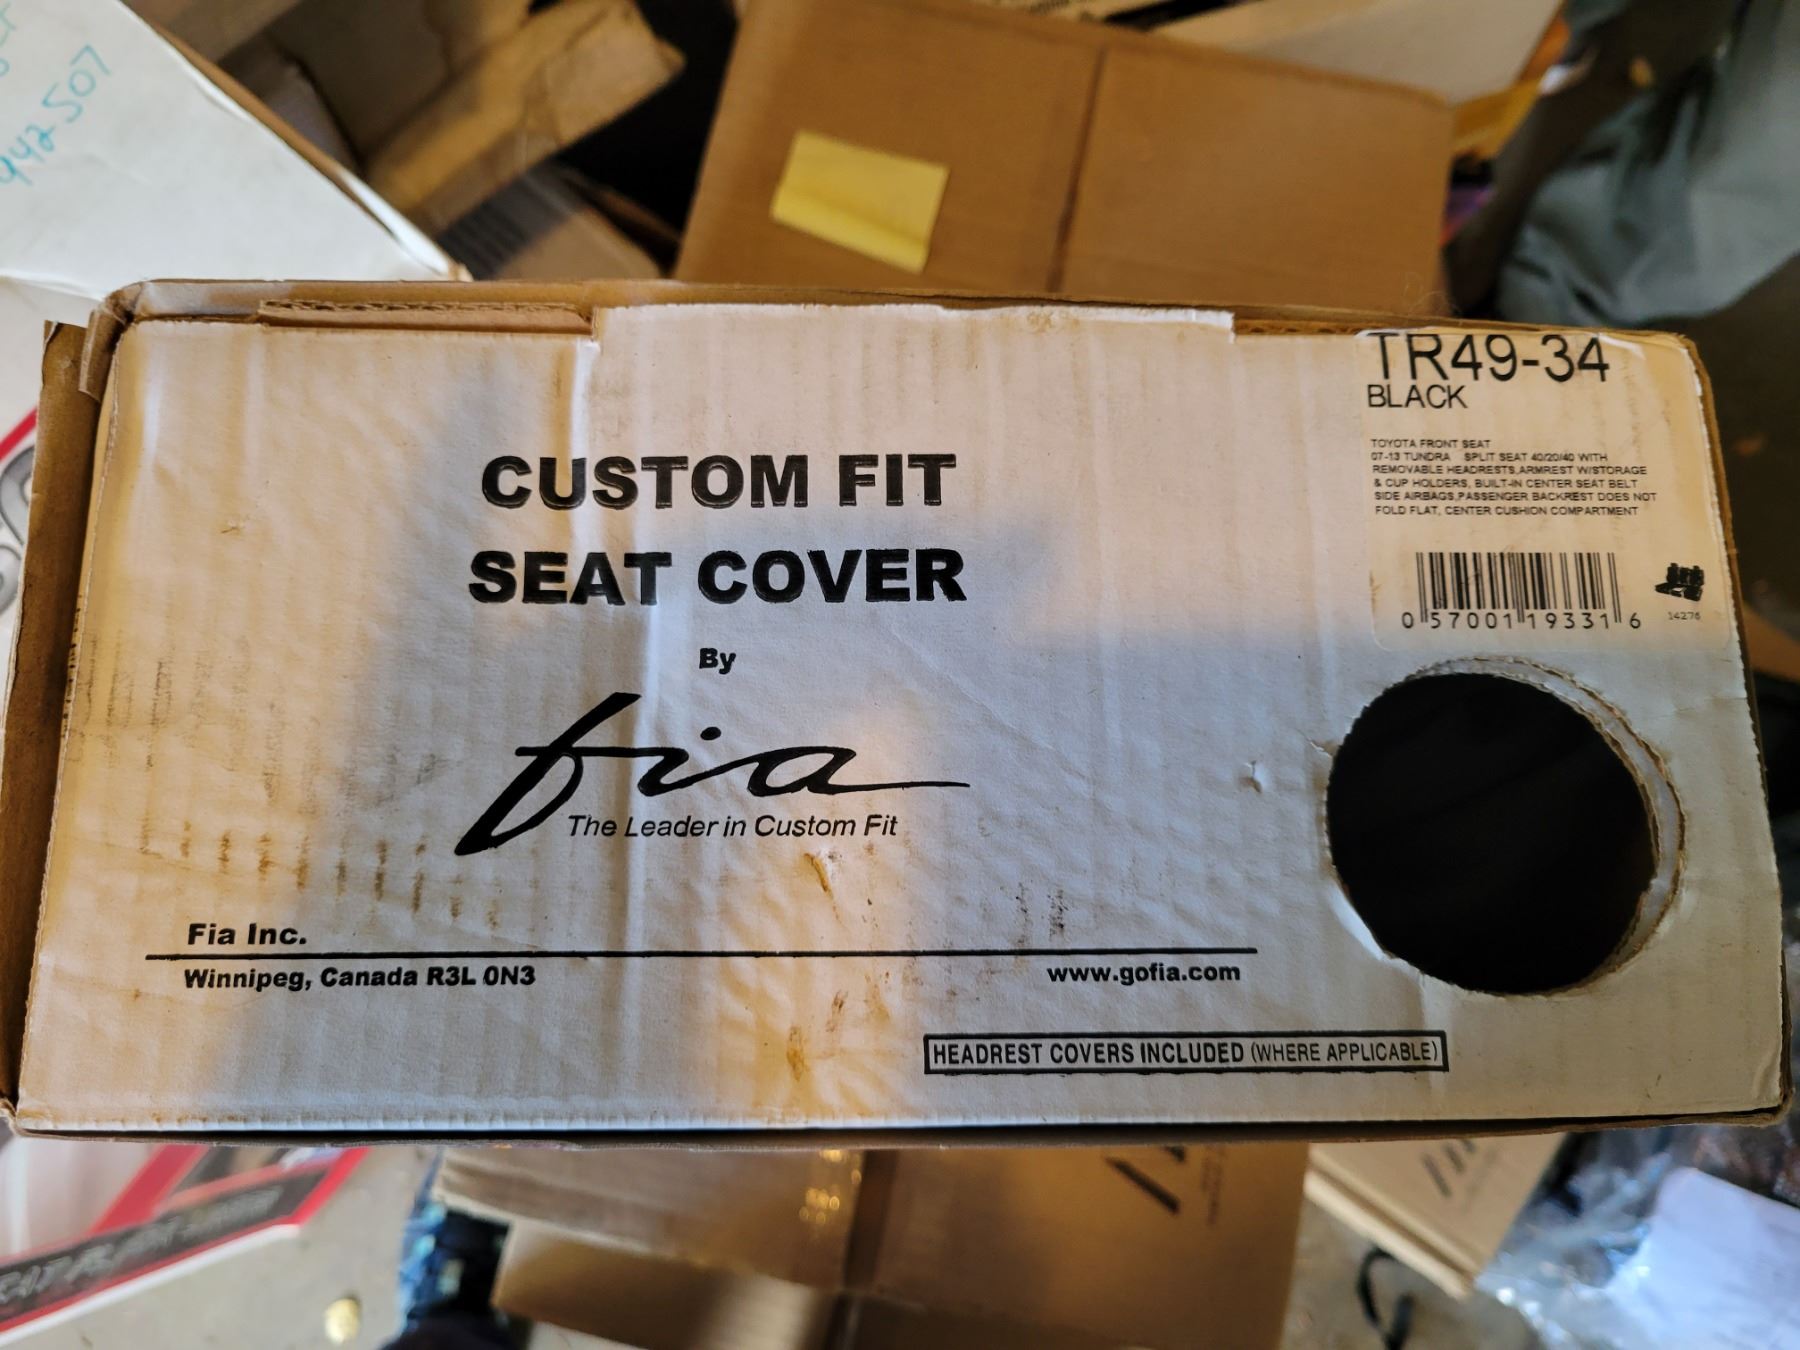 442-507
TR49-34
BLACK
TOYOTA FRONT SEAT
07-13 TUNDRA SPLIT SEAT 40/20/40 WITH
REMOVABLE HEADRESTS,ARMREST W/STORAGE
& CUP HOLDERS, BUILT-IN CENTER SEAT BELT
SIDE AIRBAGS,PASSENGER BACKREST DOES NOT
FOLD FLAT, CENTER CUSHION COMPARTMENT
0 57001 19331 6
14276
CUSTOM FIT
SEAT COVER
By
fia
The Leader in Custom Fit
Fia Inc.
Winnipeg, Canada R3L 0N3
www.gofia.com
HEADREST COVERS INCLUDED (WHERE APPLICABLE)